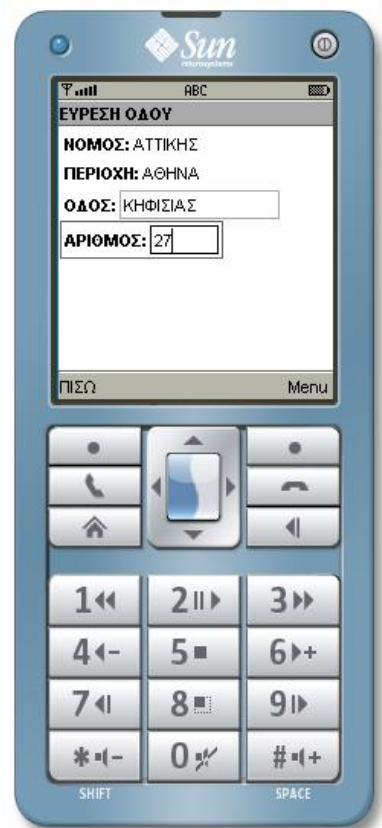 Sun
microsystems
ABC
ΕΥΡΕΣΗ ΟΔΟΥ
ΝΟΜΟΣ: ΑΤΤΙΚΗΣ
ΠΕΡΙΟΧΗ: ΑΘΗΝΑ
ΟΔΟΣ: ΚΗΦΙΣΙΑΣ
ΑΡΙΘΜΟΣ: 27
ΠΙΣΩ Menu
1 2 3
4- 5 6+
7 8 9
*- 0 #+
SHIFT SPACE